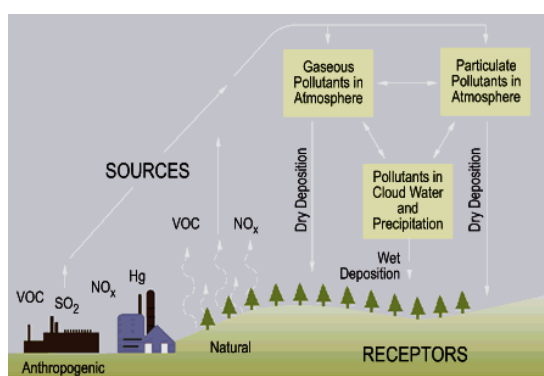 Gaseous
Pollutants in
Atmosphere
Particulate
Pollutants in
Atmosphere
SOURCES
Dry Deposition
Dry Deposition
Pollutants in
Cloud Water
and
Precipitation
VOC
NOx
Wet
Deposition
VOC
SO2
NOx
Hg
Natural
RECEPTORS
Anthropogenic